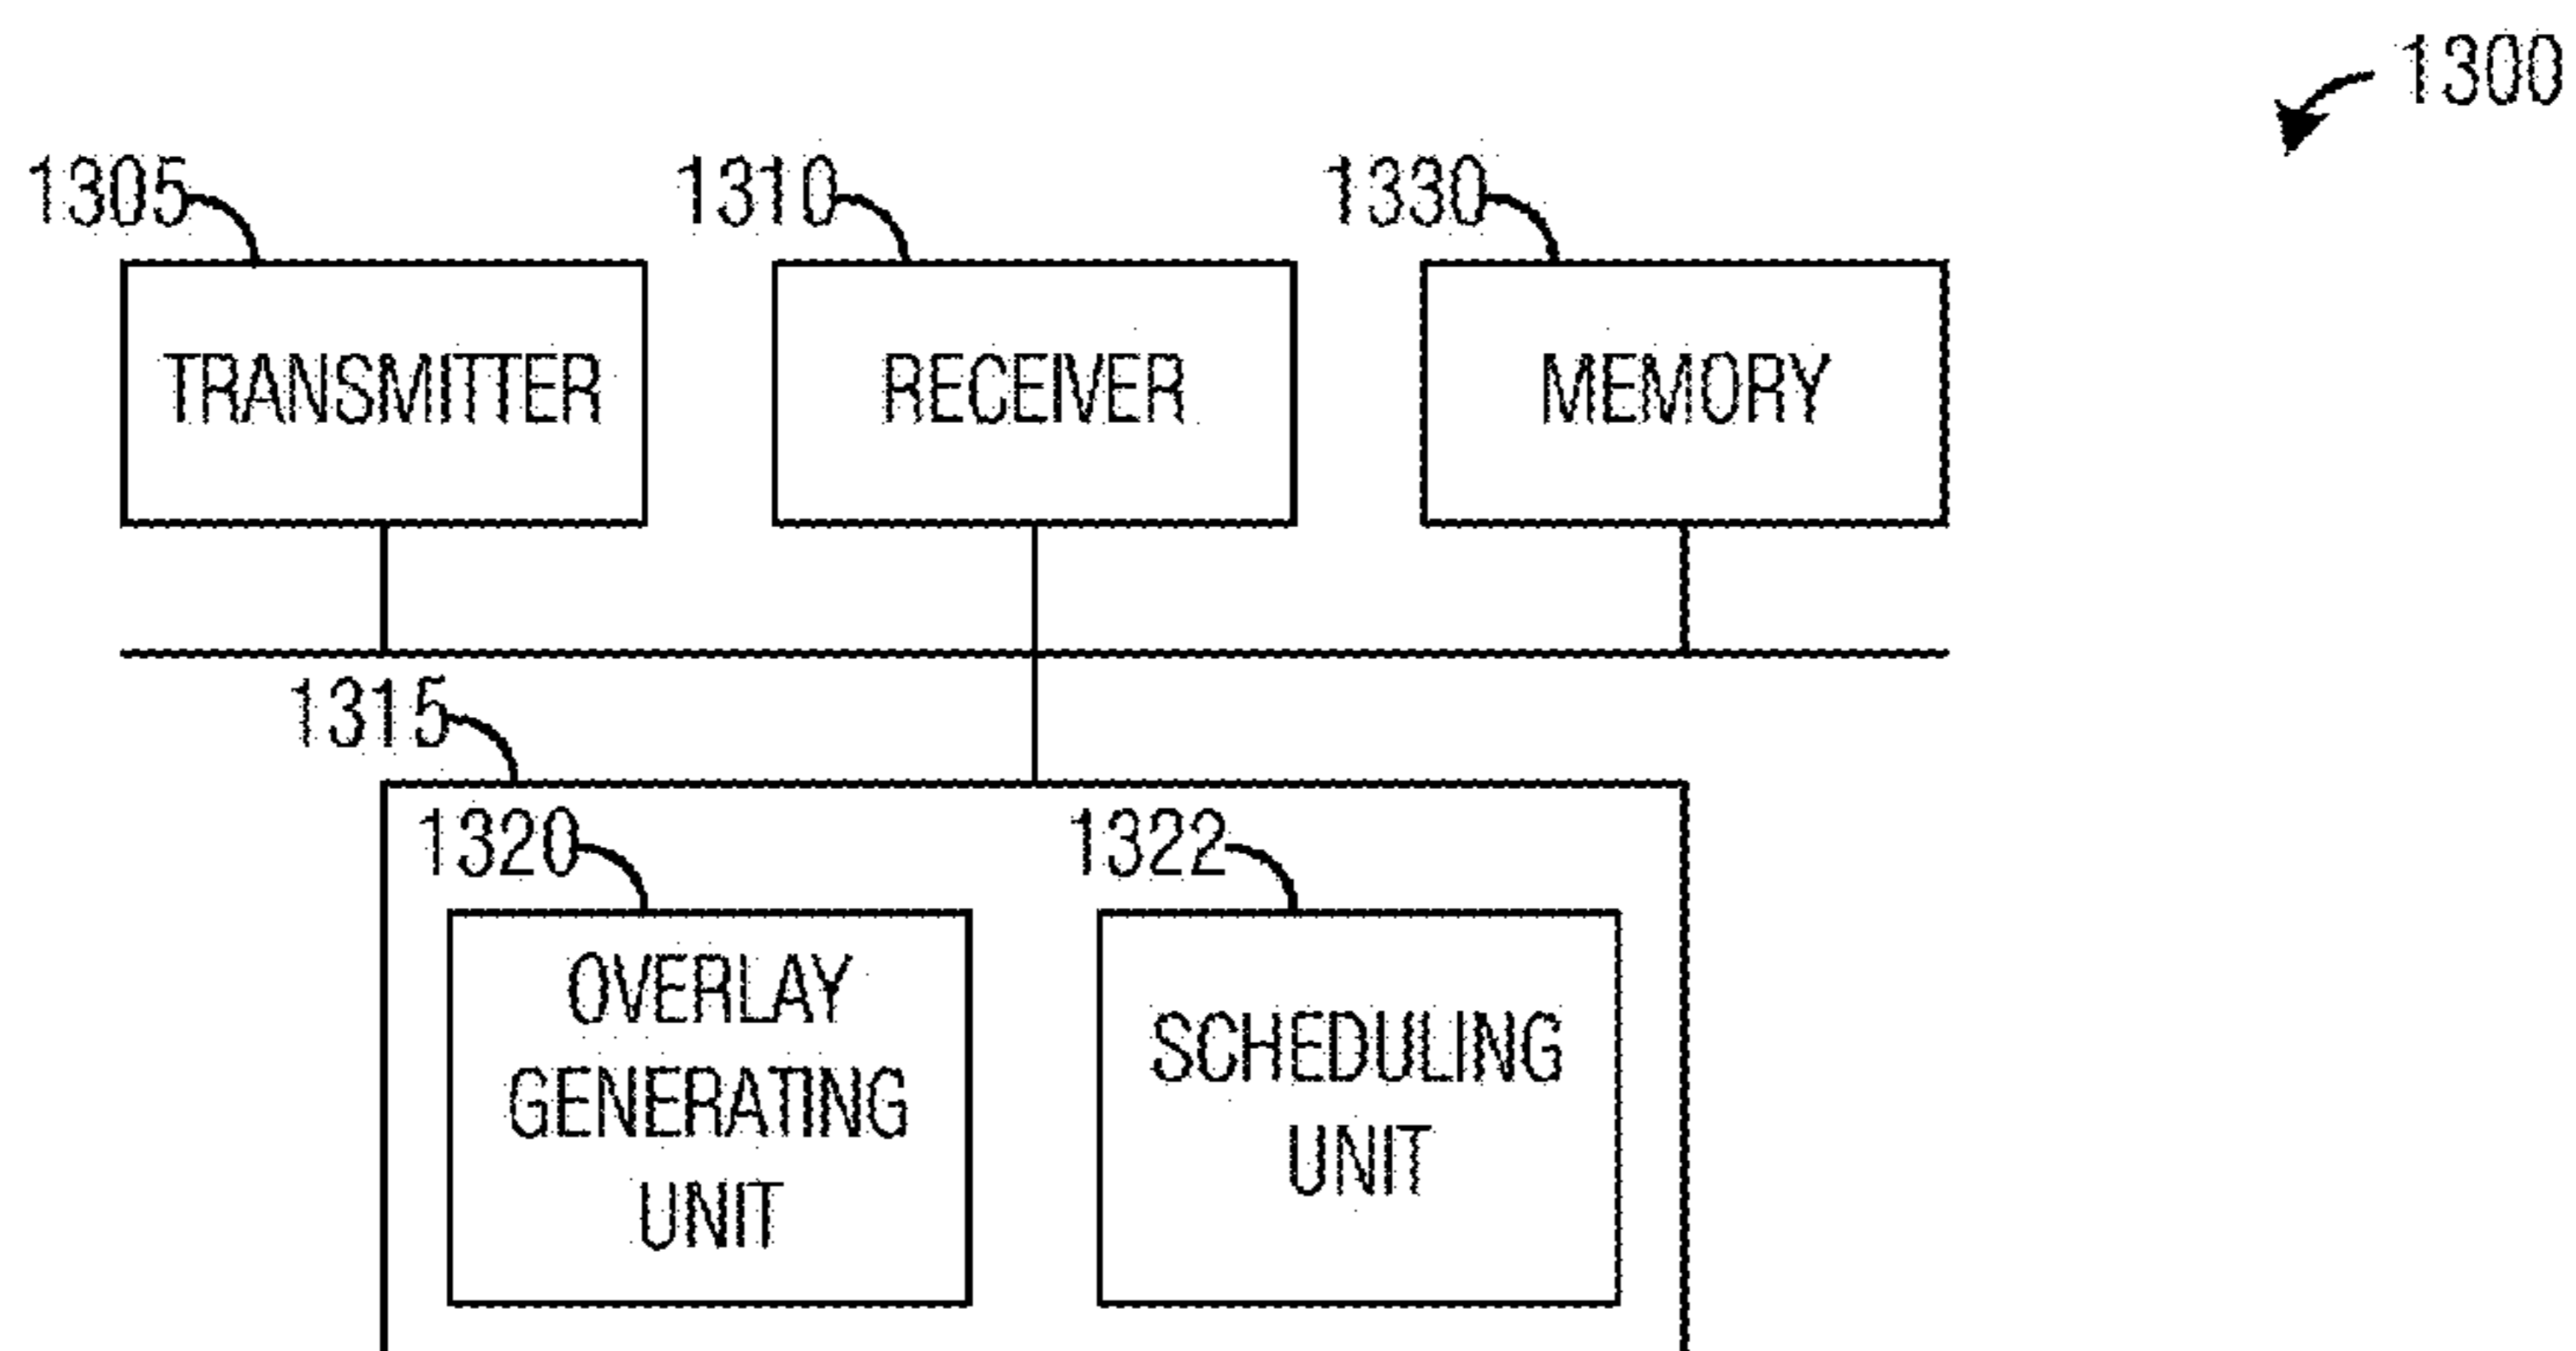 1300
1305
1310
1330
TRANSMITTER
RECEIVER
MEMORY
1315
1320
1322
OVERLAY
GENERATING
UNIT
SCHEDULING
UNIT